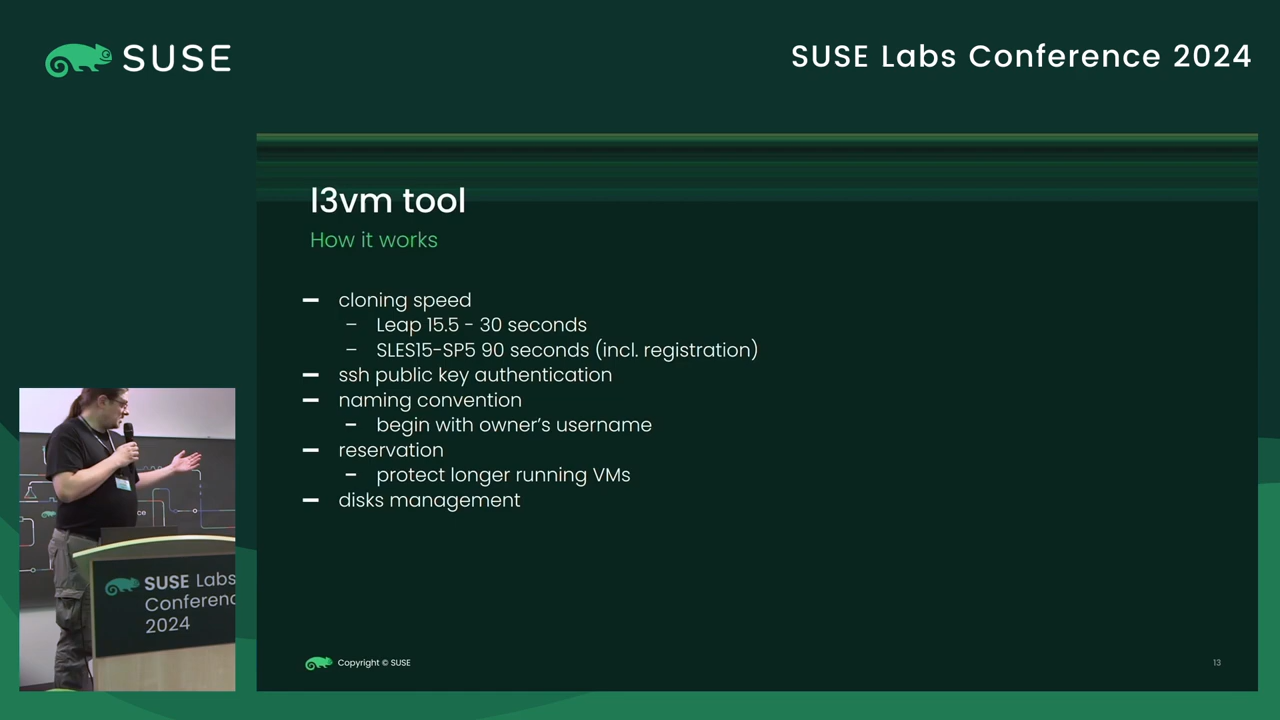 SUSE
SUSE Labs Conference 2024
l3vm tool
How it works
– cloning speed
– Leap 15.5 - 30 seconds
– SLES15-SP5 90 seconds (incl. registration)
– ssh public key authentication
– naming convention
– begin with owner’s username
– reservation
– protect longer running VMs
– disks management
SUSE Labs
Conferenc
2024
Copyright © SUSE
13